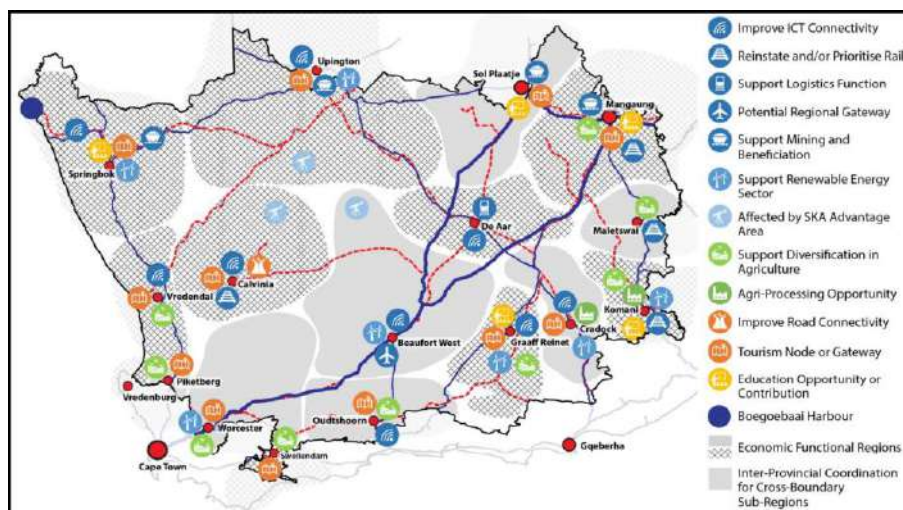 Upington
Sol Plaatje
Mangaung
Springbok
De Aar
Maletswai
Calvinia
Vredendal
Komani
Cradock
Graaff Reinet
Beaufort West
Piketberg
Vredenburg
Oudtshoorn
Worcester
Swellendam
Cape Town
Gqeberha
Improve ICT Connectivity
Reinstate and/or Prioritise Rail
Support Logistics Function
Potential Regional Gateway
Support Mining and
Beneficiation
Support Renewable Energy
Sector
Affected by SKA Advantage
Area
Support Diversification in
Agriculture
Agri-Processing Opportunity
Improve Road Connectivity
Tourism Node or Gateway
Education Opportunity or
Contribution
Boegoebaai Harbour
Economic Functional Regions
Inter-Provincial Coordination
for Cross-Boundary
Sub-Regions